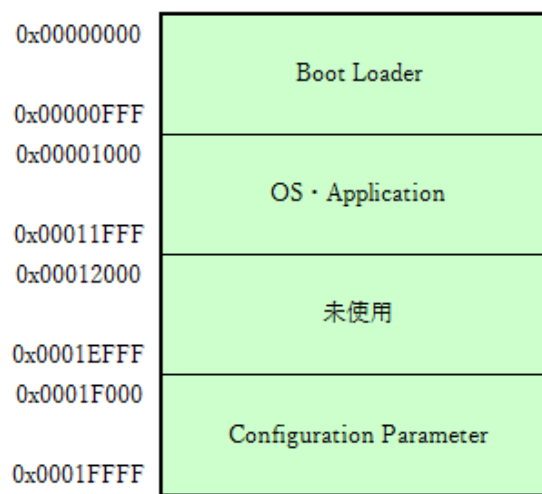 0x00000000
Boot Loader
0x00000FFF
0x00001000
OS・Application
0x00011FFF
0x00012000
未使用
0x0001EFFF
0x0001F000
Configuration Parameter
0x0001FFFF